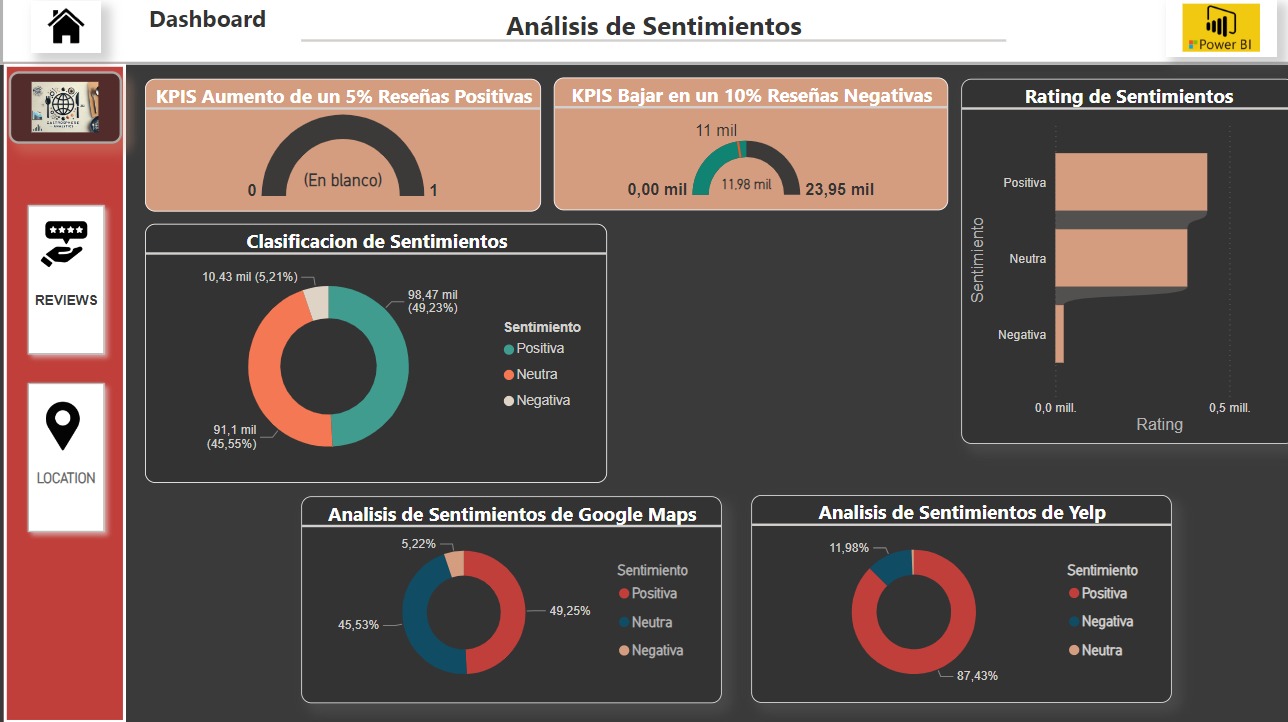 Dashboard
Análisis de Sentimientos
Power BI
KPIS Aumento de un 5% Reseñas Positivas
(En blanco)
0
1
KPIS Bajar en un 10% Reseñas Negativas
11 mil
0,00 mil
11,98 mil
23,95 mil
Rating de Sentimientos
Sentimiento
Positiva
Neutra
Negativa
0,0 mill.
0,5 mill.
Rating
REVIEWS
LOCATION
Clasificacion de Sentimientos
10,43 mil (5,21%)
98,47 mil
(49,23%)
91,1 mil
(45,55%)
Sentimiento
Positiva
Neutra
Negativa
Analisis de Sentimientos de Google Maps
5,22%
49,25%
45,53%
Sentimiento
Positiva
Neutra
Negativa
Analisis de Sentimientos de Yelp
11,98%
87,43%
Sentimiento
Positiva
Negativa
Neutra